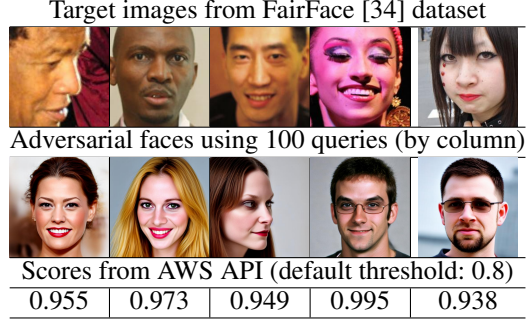 Target images from FairFace [34] dataset
Adversarial faces using 100 queries (by column)
Scores from AWS API (default threshold: 0.8)
0.955 0.973 0.949 0.995 0.938